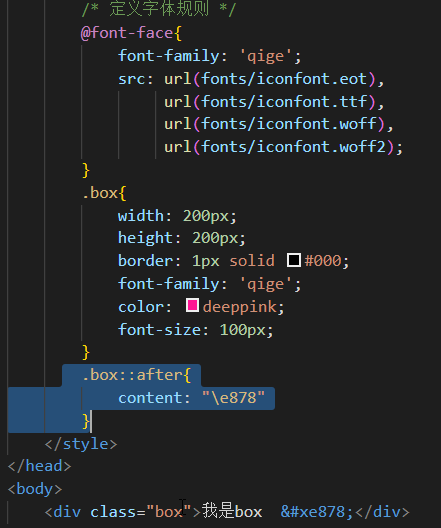 /* 定义字体规则 */
@font-face{
font-family: 'qige';
src: url(fonts/iconfont.eot),
url(fonts/iconfont.ttf),
url(fonts/iconfont.woff),
url(fonts/iconfont.woff2);
}
.box{
width: 200px;
height: 200px;
border: 1px solid #000;
font-family: 'qige';
color: deeppink;
font-size: 100px;
}
.box::after{
content: "\e878"
}
</style>
</head>
<body>
<div class="box">我是box  &#xe878;</div>